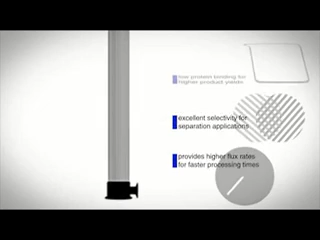 low protein binding for
higher product yields
excellent selectivity for
separation applications
provides higher flux rates
for faster processing times